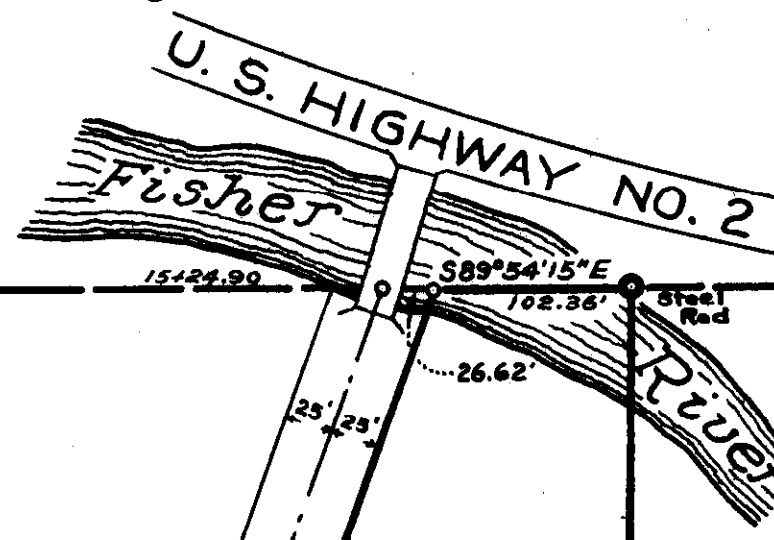 U. S. HIGHWAY NO. 2
Fisher
15+24.90
S89°54'15"E
102.36'
Steel
Rod
26.62'
25' 25'
River